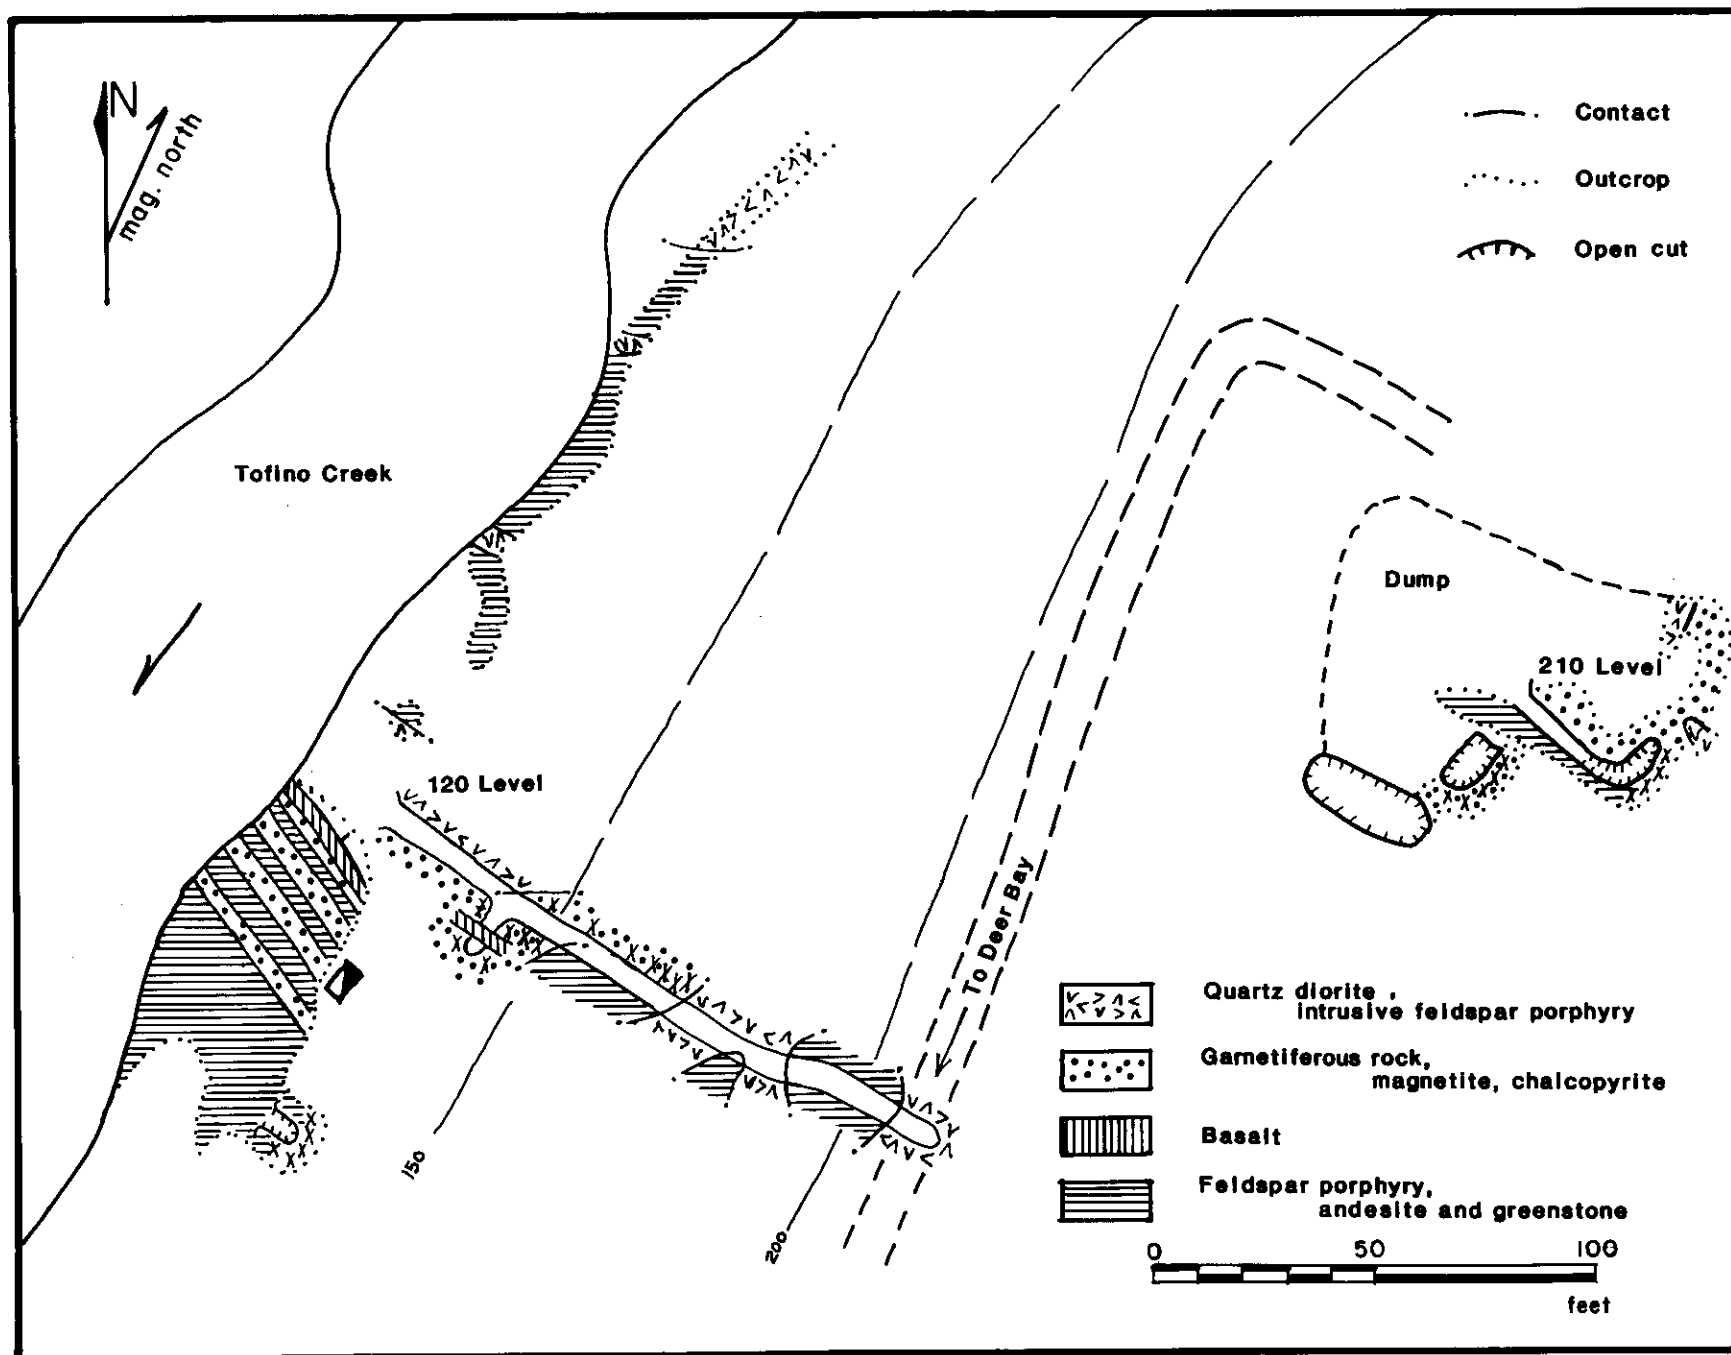 N
mag. north
Contact
Outcrop
Open cut
Tofino Creek
Dump
210 Level
120 Level
To Deer Bay
150
200
Quartz diorite,
intrusive feldspar porphyry
Garnetiferous rock,
magnetite, chalcopyrite
Basalt
Feldspar porphyry,
andesite and greenstone
0 50 100
feet